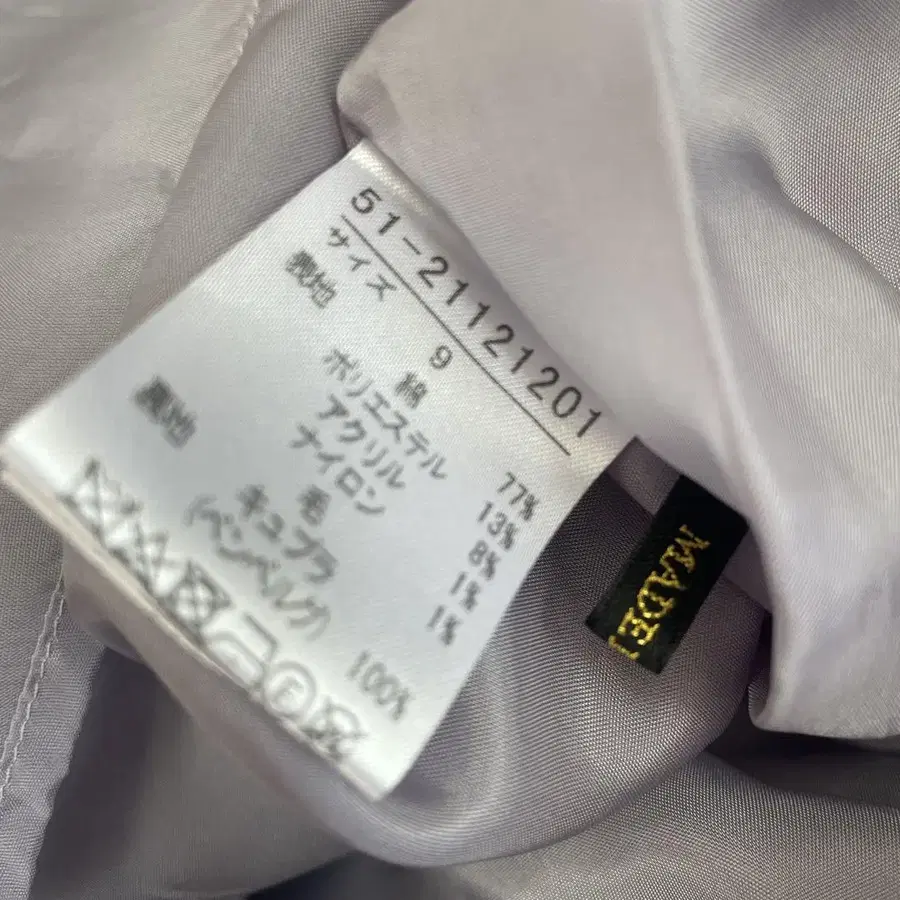 51-21121201
サイズ 9
表地 綿 77%
ポリエステル 13%
アクリル 8%
ナイロン 1%
毛 1%
裏地 キュプラ
(ベンベルグ) 100%
MADE